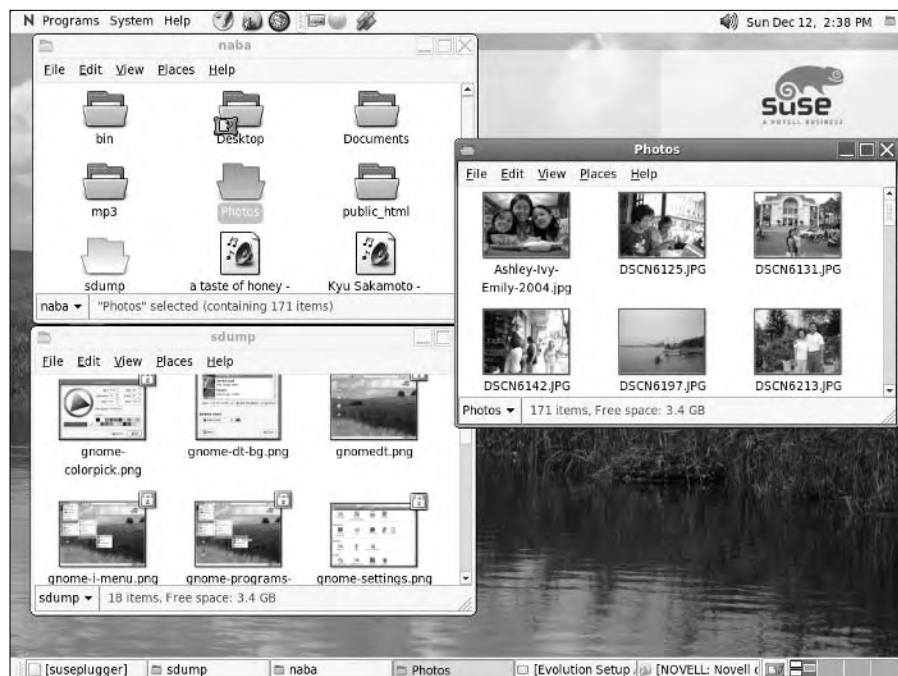 N Programs System Help
Sun Dec 12, 2:38 PM
naba
File Edit View Places Help
bin
Desktop
Documents
mp3
Photos
public_html
sdump
a taste of honey -
Kyu Sakamoto -
naba
"Photos" selected (containing 171 items)
suse
A NOVELL BUSINESS
Photos
File Edit View Places Help
Ashley-Ivy-
Emily-2004.jpg
DSCN6125.JPG
DSCN6131.JPG
DSCN6142.JPG
DSCN6197.JPG
DSCN6213.JPG
Photos
171 items, Free space: 3.4 GB
sdump
File Edit View Places Help
gnome-
colorpick.png
gnome-dt-bg.png
gnomedt.png
gnome-i-menu.png
gnome-programs-
gnome-settings.png
sdump
18 items, Free space: 3.4 GB
[suseplugger]
sdump
naba
Photos
[Evolution Setup
[NOVELL: Novell